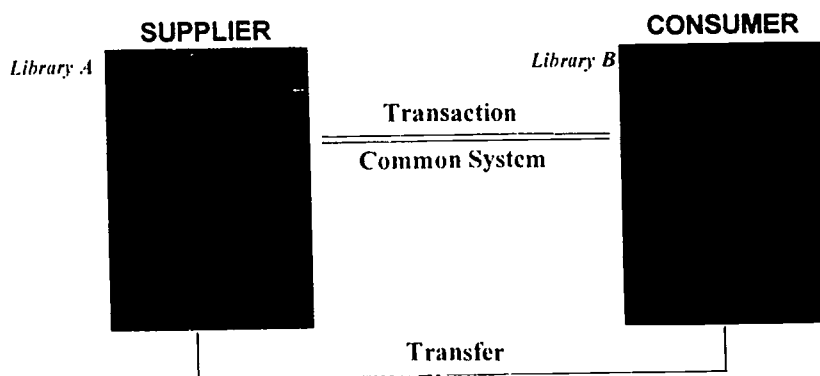 SUPPLIER
CONSUMER
Library A
Library B
Transaction
Common System
Transfer